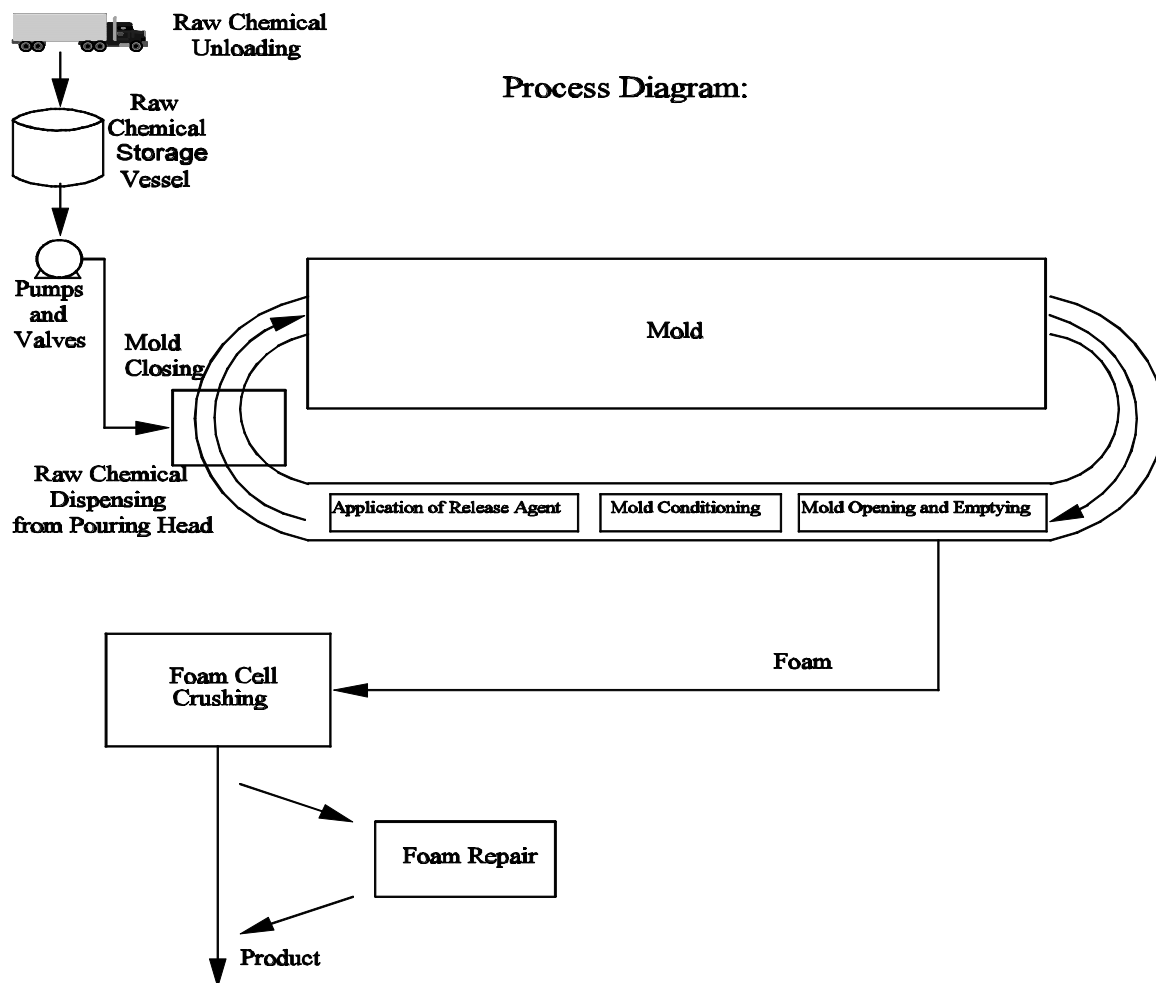 Raw Chemical
Unloading
Process Diagram:
Raw
Chemical
Storage
Vessel
Pumps
and
Valves
Mold
Closing
Mold
Raw Chemical
Dispensing
from Pouring Head
Application of Release Agent
Mold Conditioning
Mold Opening and Emptying
Foam
Foam Cell
Crushing
Foam Repair
Product